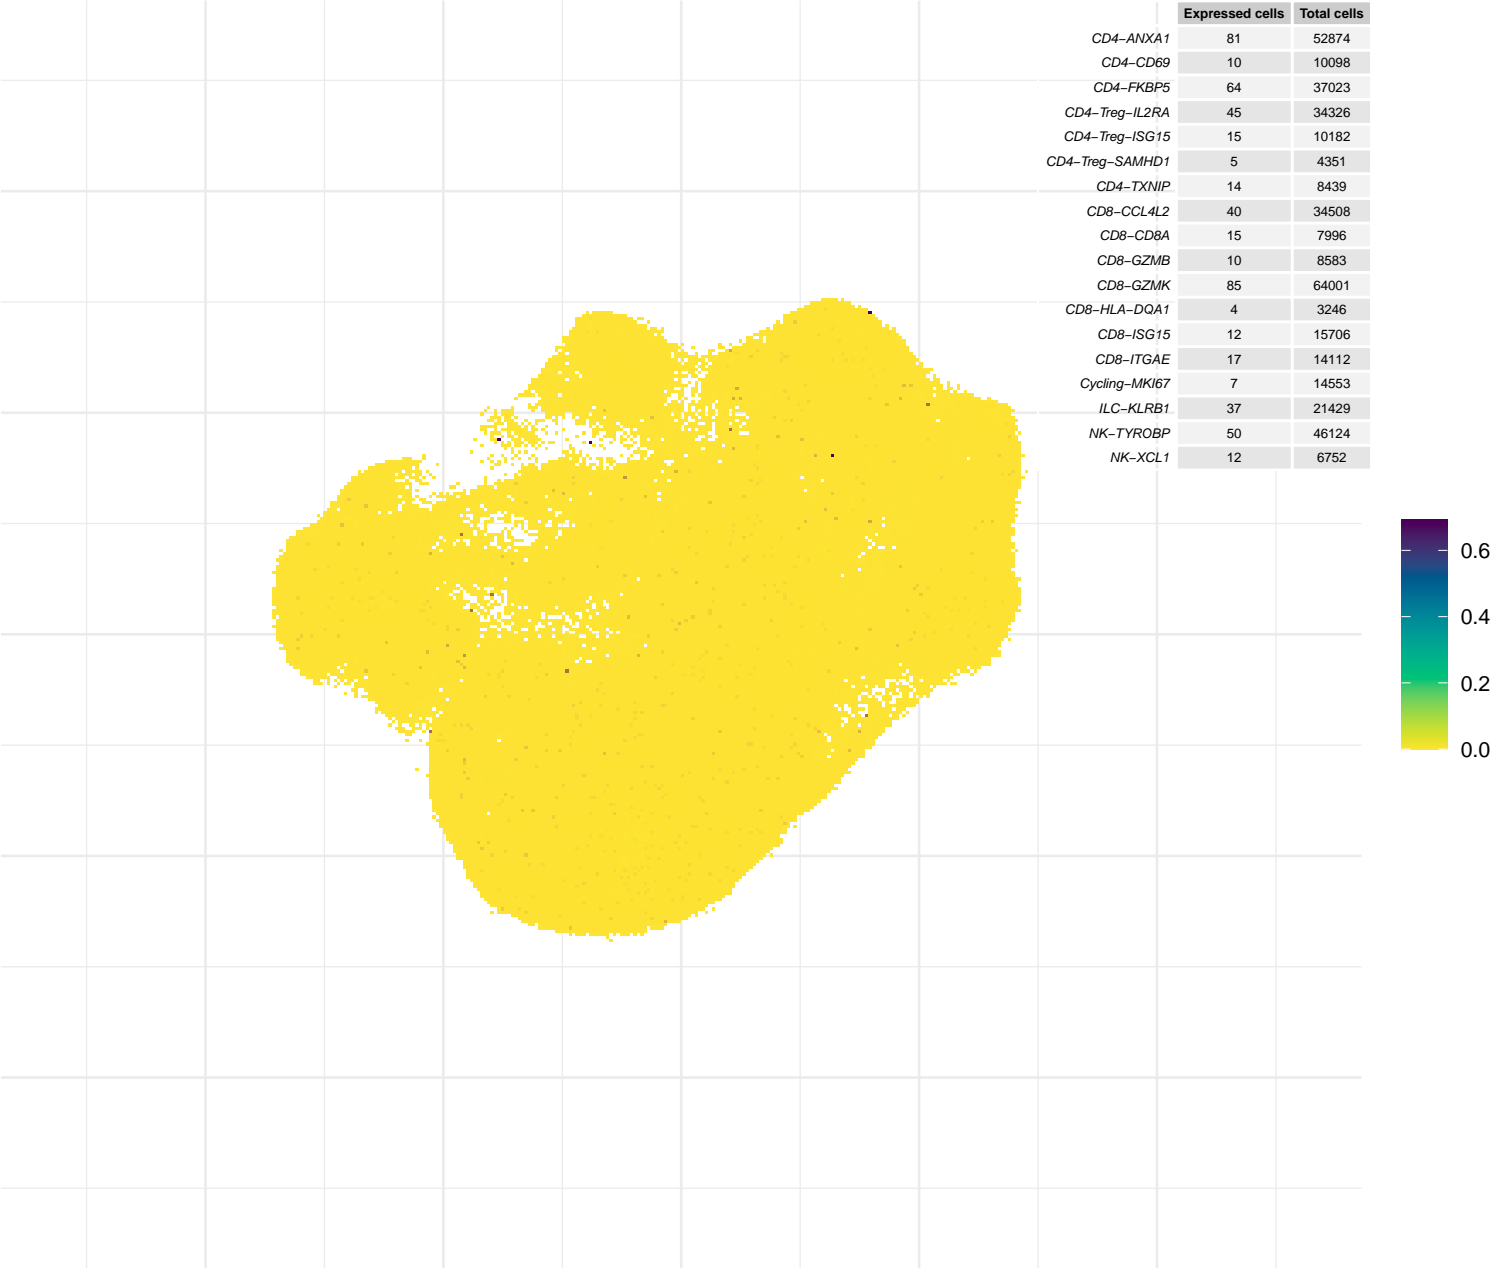 Expressed cells Total cells
CD4−ANXA1 81 52874
CD4−CD69 10 10098
CD4−FKBP5 64 37023
CD4−Treg−IL2RA 45 34326
CD4−Treg−ISG15 15 10182
CD4−Treg−SAMHD1 5 4351
CD4−TXNIP 14 8439
CD8−CCL4L2 40 34508
CD8−CD8A 15 7996
CD8−GZMB 10 8583
CD8−GZMK 85 64001
CD8−HLA−DQA1 4 3246
CD8−ISG15 12 15706
CD8−ITGAE 17 14112
Cycling−MKI67 7 14553
ILC−KLRB1 37 21429
NK−TYROBP 50 46124
NK−XCL1 12 6752
0.6
0.4
0.2
0.0